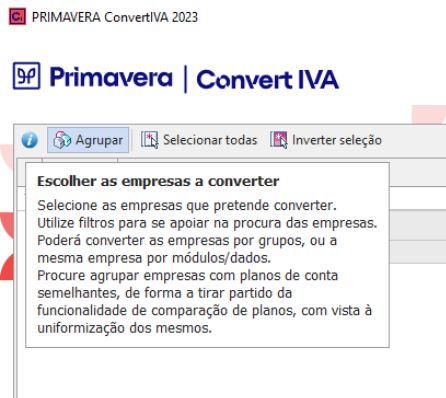 PRIMAVERA ConvertIVA 2023
Primavera | Convert IVA
Agrupar Selecionar todas Inverter seleção
Escolher as empresas a converter
Selecione as empresas que pretende converter.
Utilize filtros para se apoiar na procura das empresas.
Poderá converter as empresas por grupos, ou a
mesma empresa por módulos/dados.
Procure agrupar empresas com planos de conta
semelhantes, de forma a tirar partido da
funcionalidade de comparação de planos, com vista à
uniformização dos mesmos.